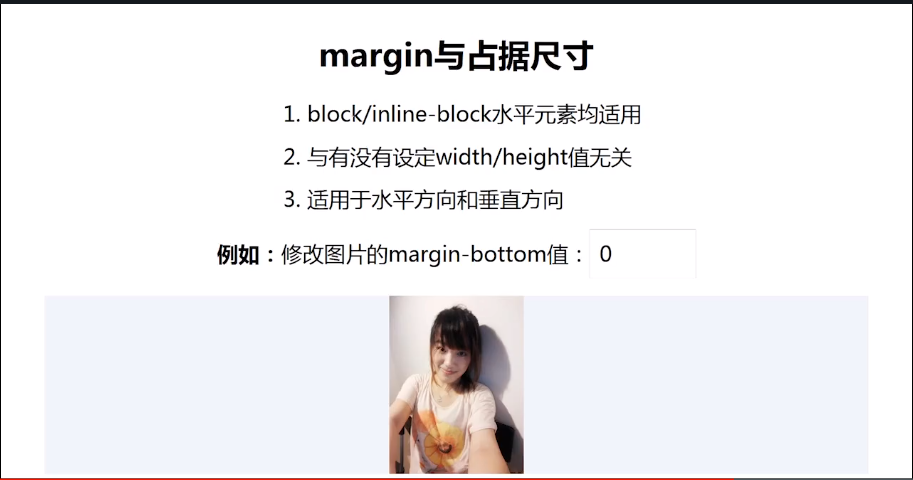 margin与占据尺寸
1. block/inline-block水平元素均适用
2. 与有没有设定width/height值无关
3. 适用于水平方向和垂直方向
例如：修改图片的margin-bottom值： 0